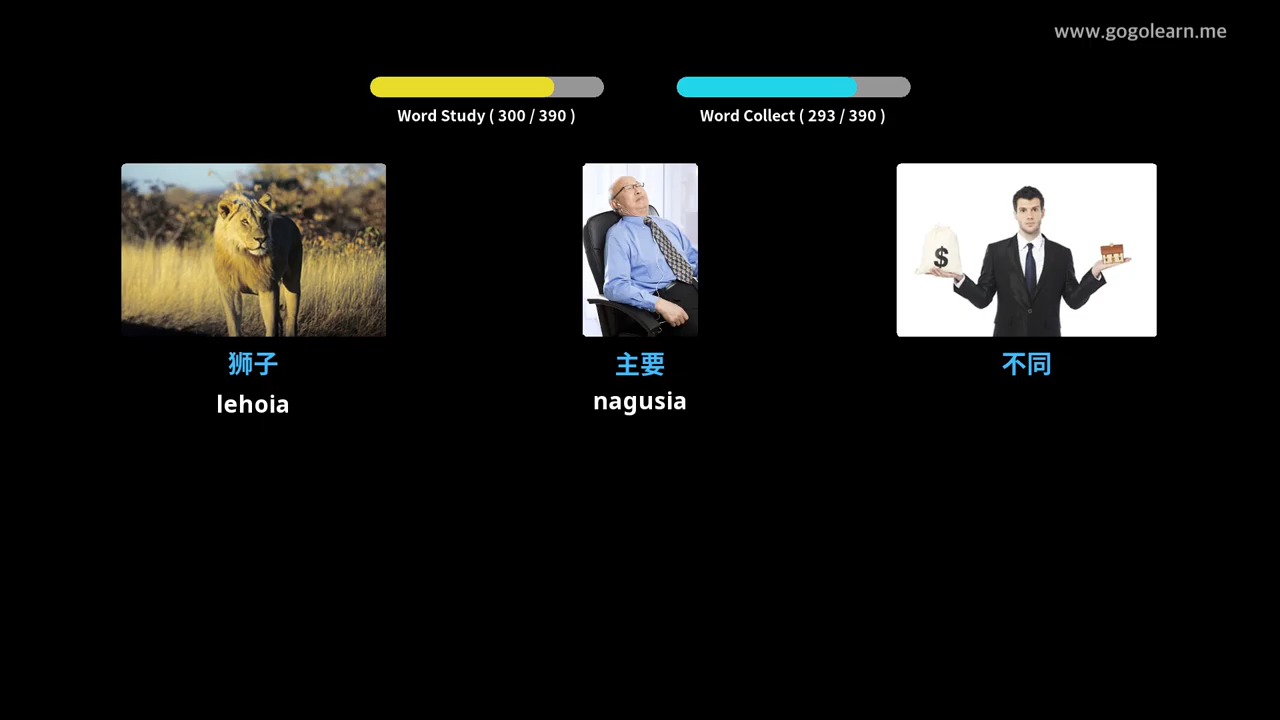 www.gogolearn.me
Word Study ( 300 / 390 )
Word Collect ( 293 / 390 )
狮子
主要
不同
lehoia
nagusia
$